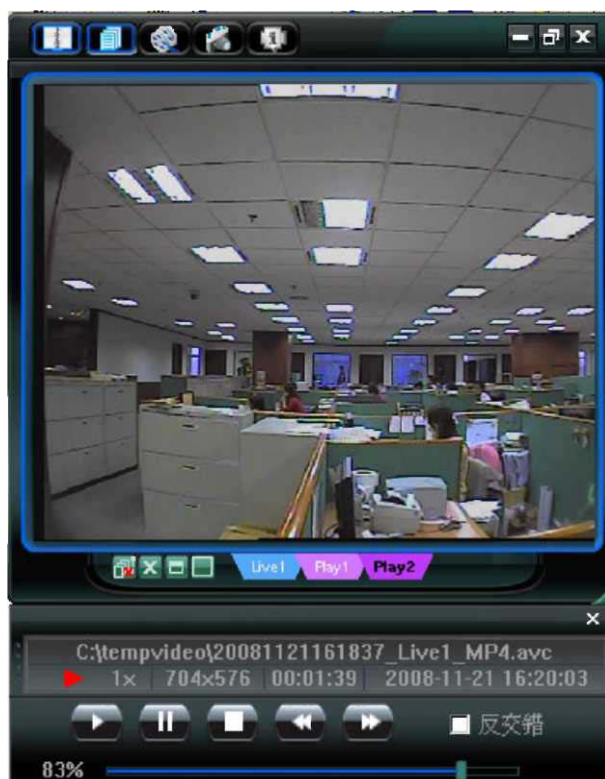 Live1 Play1 Play2
C:\tempvideo\20081121161837_Live1_MP4.avc
1× 704×576 00:01:39 2008-11-21 16:20:03
反交錯
83%